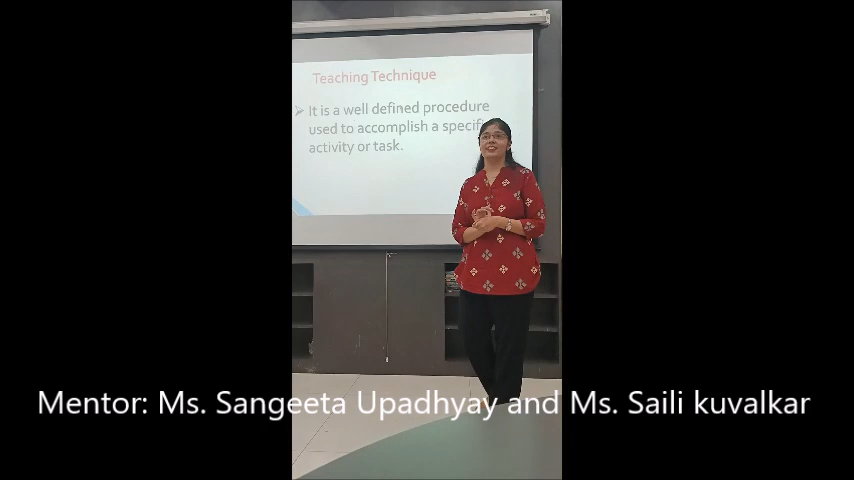 Teaching Technique
➢ It is a well defined procedure
used to accomplish a specif
activity or task.
Mentor: Ms. Sangeeta Upadhyay and Ms. Saili kuvalkar